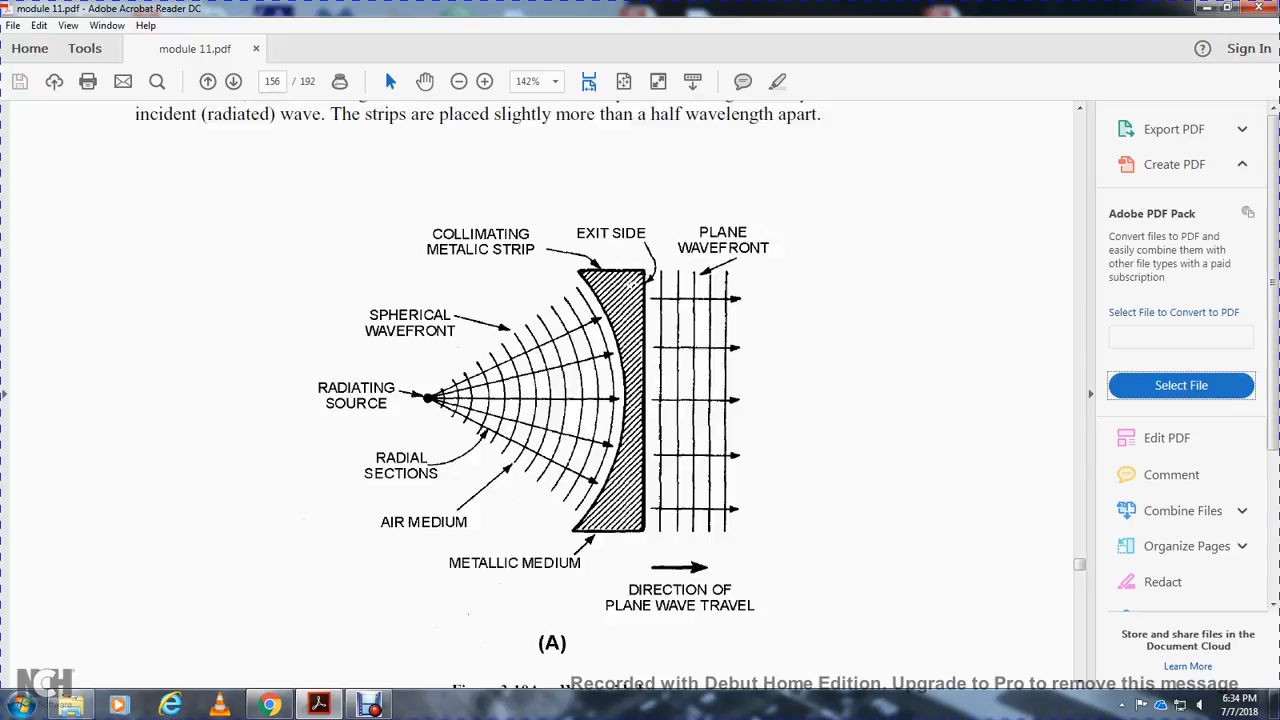 module 11.pdf - Adobe Acrobat Reader DC
File Edit View Window Help
Home Tools module 11.pdf × ? Sign In
156 / 192 142%
incident (radiated) wave. The strips are placed slightly more than a half wavelength apart.
COLLIMATING
METALIC STRIP
EXIT SIDE
PLANE
WAVEFRONT
SPHERICAL
WAVEFRONT
RADIATING
SOURCE
RADIAL
SECTIONS
AIR MEDIUM
METALLIC MEDIUM
DIRECTION OF
PLANE WAVE TRAVEL
(A)
Export PDF
Create PDF
Adobe PDF Pack
Convert files to PDF and
easily combine them with
other file types with a paid
subscription
Select File to Convert to PDF
Select File
Edit PDF
Comment
Combine Files
Organize Pages
Redact
Store and share files in the
Document Cloud
Learn More
NCH
Software
Recorded with Debut Home Edition. Upgrade to Pro to remove this message
6:34 PM
7/7/2018